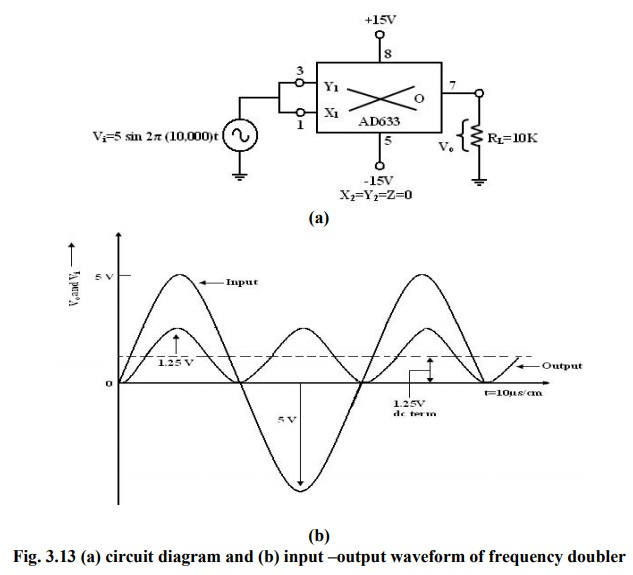 +15V
8
3
Y1
7
O
X1
1
AD633
Vi=5 sin 2π (10,000)t
Vo
RL=10K
5
-15V
X2=Y2=Z=0
(a)
Vo and Vi
5 V
Input
1.25 V
Output
0
t=10μs/cm
1.25V
dc term
5 V
(b)
Fig. 3.13 (a) circuit diagram and (b) input –output waveform of frequency doubler